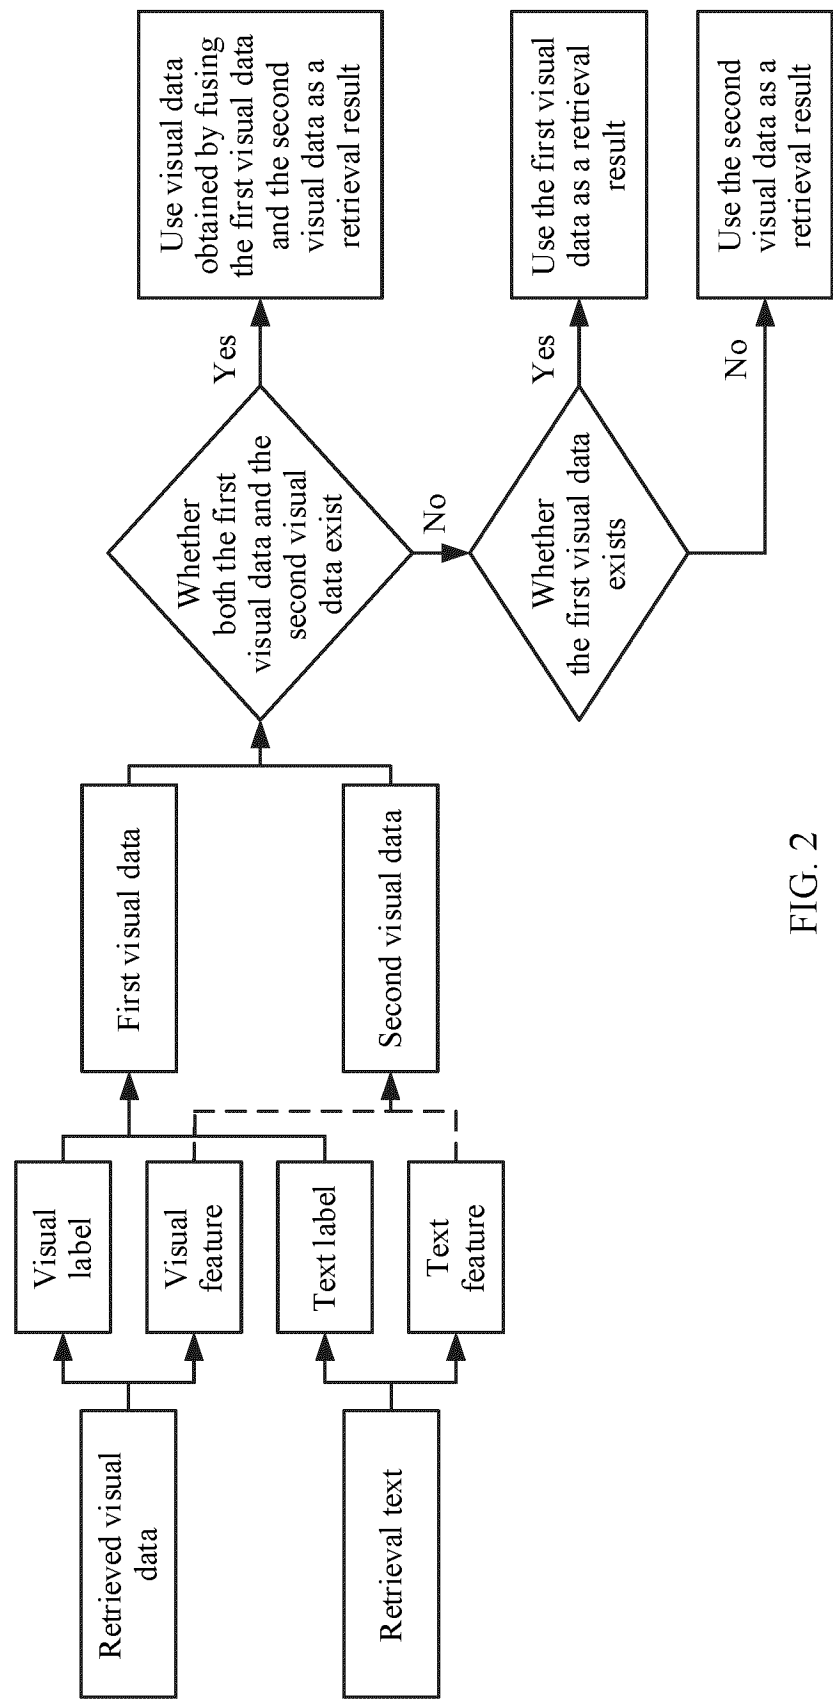 Retrieved visual
data
Retrieval text
Visual
label
Visual
feature
Text label
Text
feature
First visual data
Second visual data
Whether
both the first
visual data and the
second visual
data exist
Yes
Use visual data
obtained by fusing
the first visual data
and the second
visual data as a
retrieval result
No
Whether
the first visual data
exists
Yes
Use the first visual
data as a retrieval
result
No
Use the second
visual data as a
retrieval result
FIG. 2